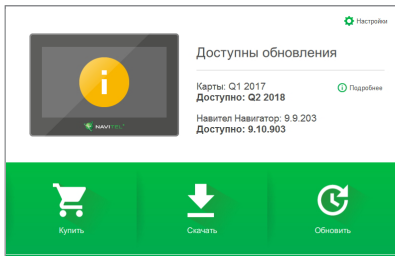 Настройки
Доступны обновления
Карты: Q1 2017
Доступно: Q2 2018
Подробнее
Навител Навигатор: 9.9.203
Доступно: 9.10.903
NAVITEL
Купить
Скачать
Обновить